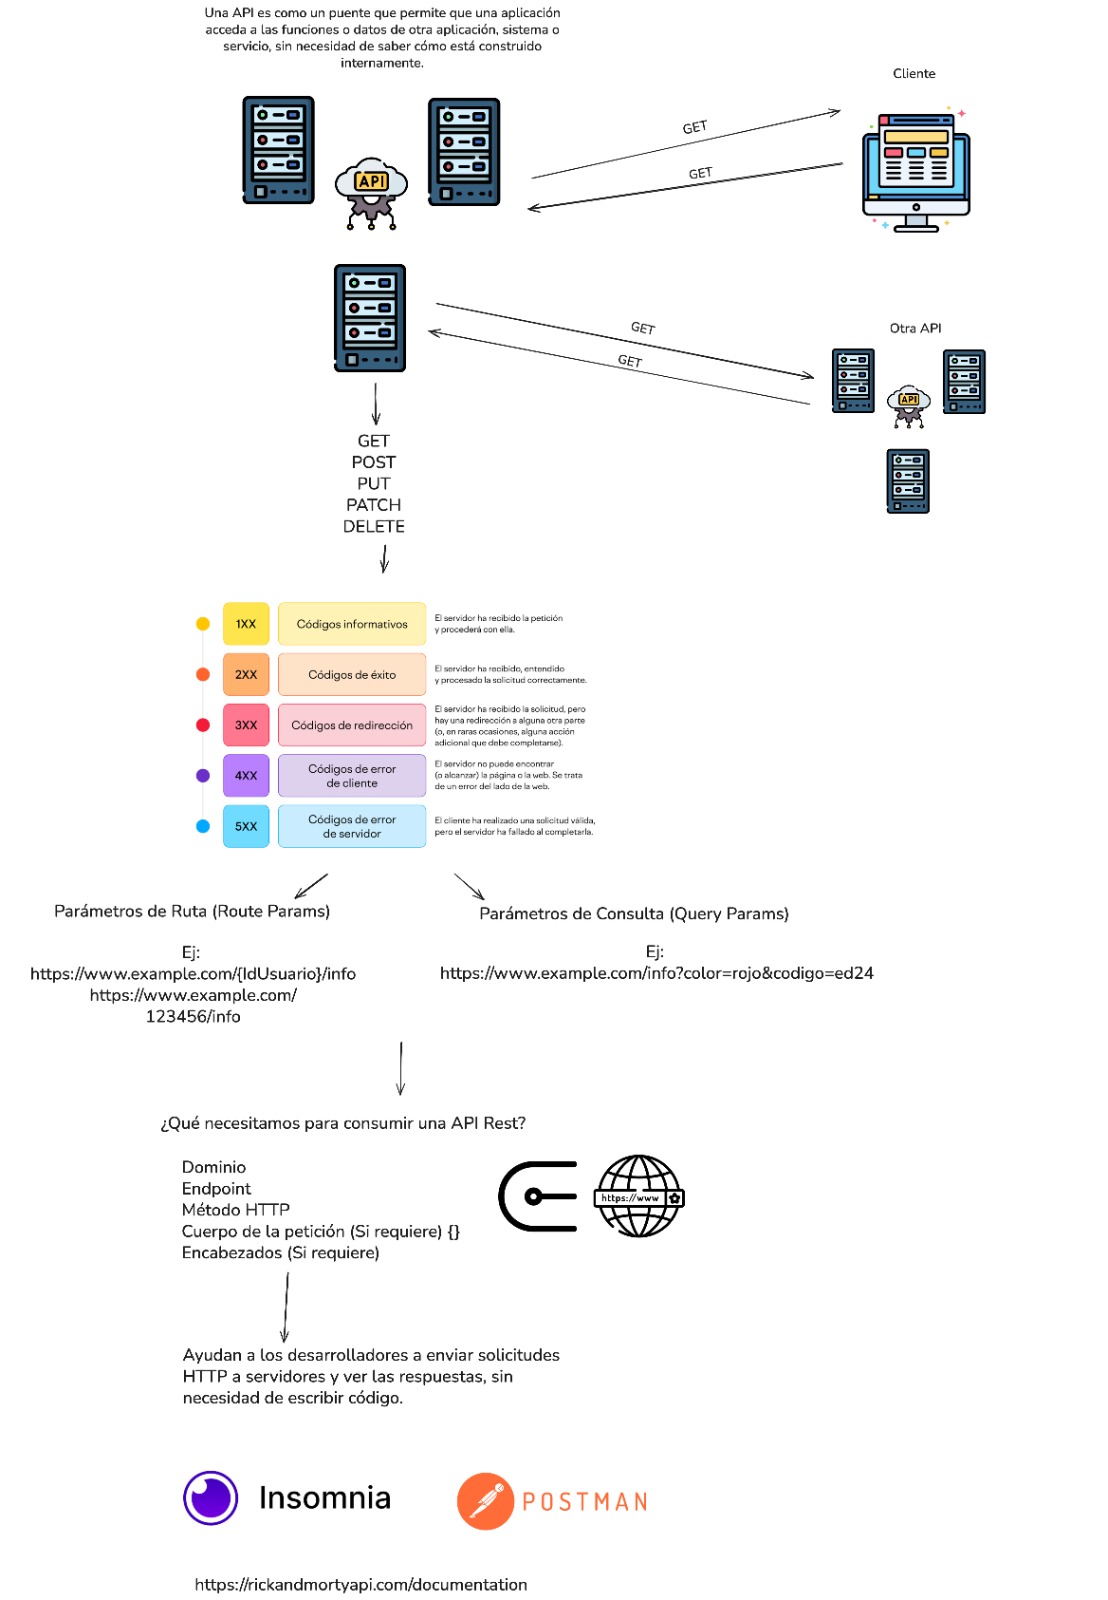 Una API es como un puente que permite que una aplicación
acceda a las funciones o datos de otra aplicación, sistema o
servicio, sin necesidad de saber cómo está construido
internamente.
Cliente
API
GET
GET
GET
GET
Otra API
API
GET
POST
PUT
PATCH
DELETE
1XX
Códigos informativos
El servidor ha recibido la petición
y procederá con ella.
2XX
Códigos de éxito
El servidor ha recibido, entendido
y procesado la solicitud correctamente.
3XX
Códigos de redirección
El servidor ha recibido la solicitud, pero
hay una redirección a alguna otra parte
(o, en raras ocasiones, alguna acción
adicional que debe completarse).
4XX
Códigos de error
de cliente
El servidor no puede encontrar
(o alcanzar) la página o la web. Se trata
de un error del lado de la web.
5XX
Códigos de error
de servidor
El cliente ha realizado una solicitud válida,
pero el servidor ha fallado al completarla.
Parámetros de Ruta (Route Params)
Ej:
https://www.example.com/{IdUsuario}/info
https://www.example.com/
123456/info
Parámetros de Consulta (Query Params)
Ej:
https://www.example.com/info?color=rojo&codigo=ed24
¿Qué necesitamos para consumir una API Rest?
Dominio
Endpoint
Método HTTP
Cuerpo de la petición (Si requiere) {}
Encabezados (Si requiere)
https://www
Ayudan a los desarrolladores a enviar solicitudes
HTTP a servidores y ver las respuestas, sin
necesidad de escribir código.
Insomnia
POSTMAN
https://rickandmortyapi.com/documentation